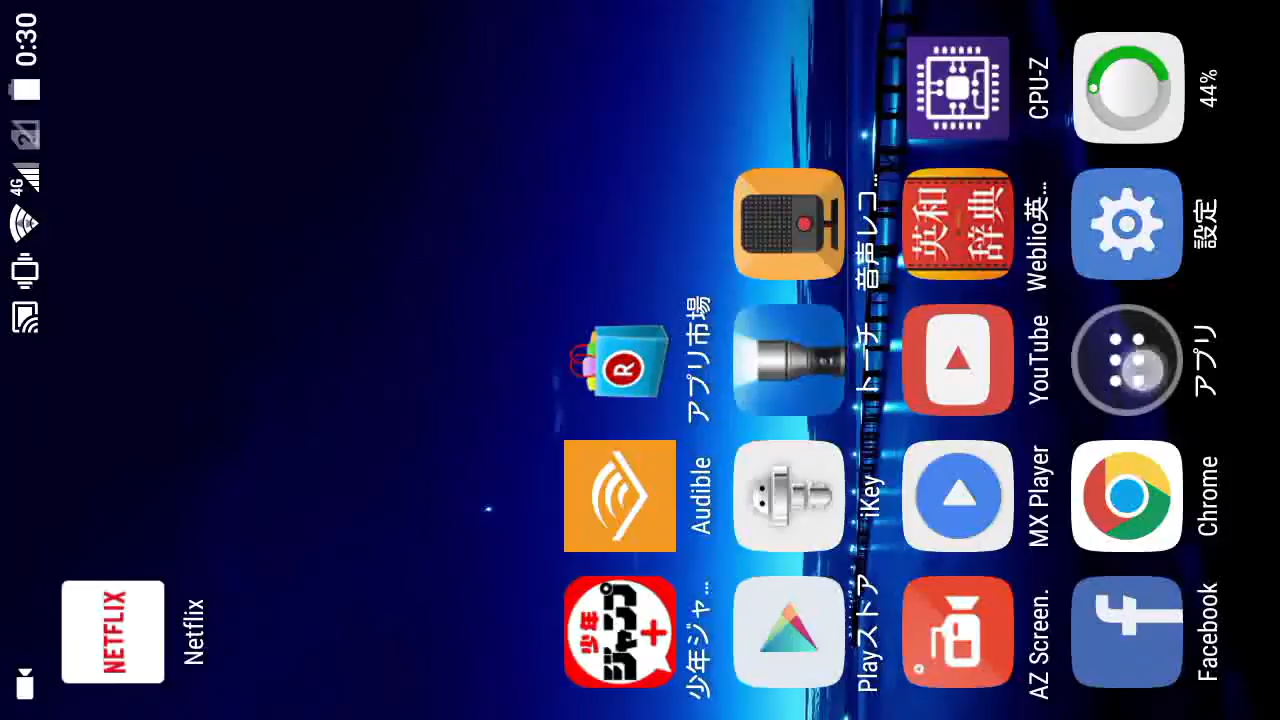 4G 2 0:30
NETFLIX
Netflix
少年
ジャンプ
+
R
少年ジャ...
Audible
アプリ市場
Playストア
iKey
トーチ
音声レコ...
英和
辞典
AZ Screen.
MX Player
YouTube
Weblio英...
CPU-Z
f
Facebook
Chrome
アプリ
設定
44%